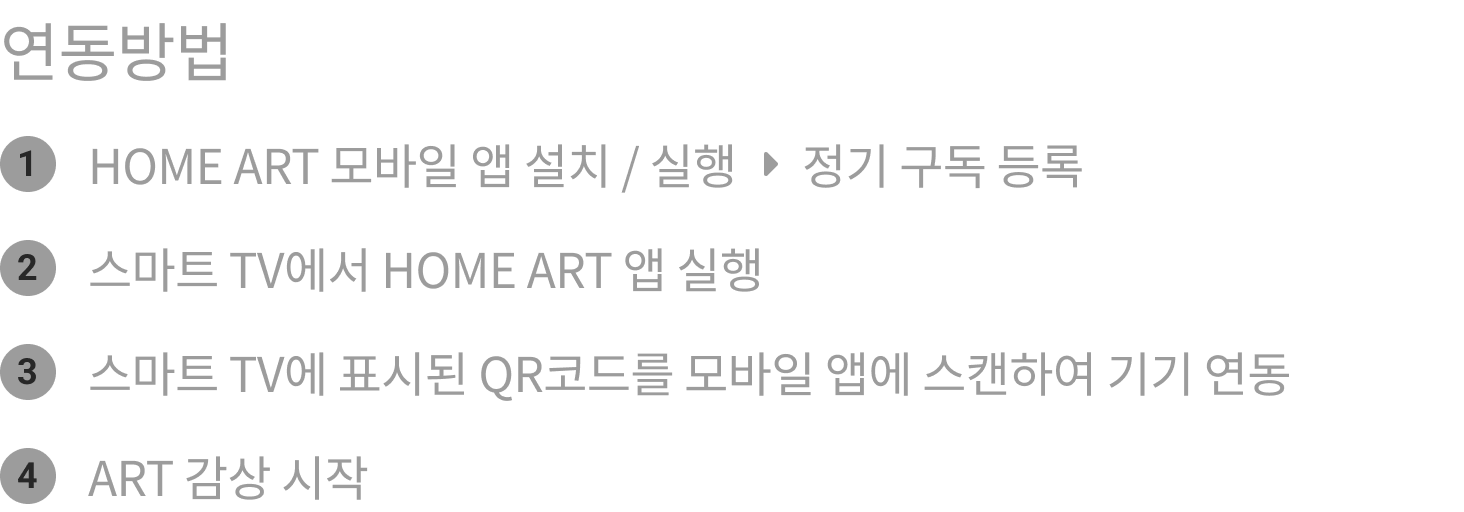 연동방법
1 HOME ART 모바일 앱 설치 / 실행 ▶ 정기 구독 등록
2 스마트 TV에서 HOME ART 앱 실행
3 스마트 TV에 표시된 QR코드를 모바일 앱에 스캔하여 기기 연동
4 ART 감상 시작